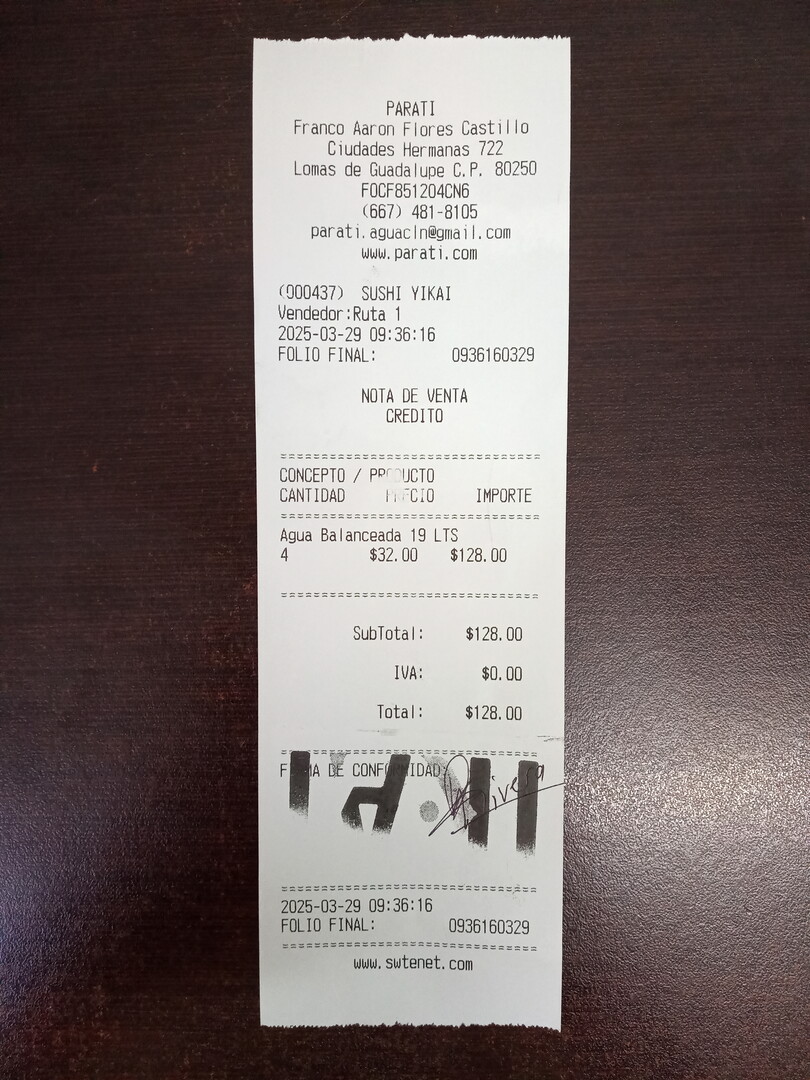 PARATI
Franco Aaron Flores Castillo
Ciudades Hermanas 722
Lomas de Guadalupe C.P. 80250
FOCF851204CN6
(667) 481-8105
parati.aguacln@gmail.com
www.parati.com
(000437) SUSHI YIKAI
Vendedor:Ruta 1
2025-03-29 09:36:16
FOLIO FINAL: 0936160329
NOTA DE VENTA
CREDITO
CONCEPTO / PRODUCTO
CANTIDAD PRECIO IMPORTE
Agua Balanceada 19 LTS
4 $32.00 $128.00
SubTotal: $128.00
IVA: $0.00
Total: $128.00
FIRMA DE CONFORMIDAD:
Rivera
2025-03-29 09:36:16
FOLIO FINAL: 0936160329
www.swtenet.com